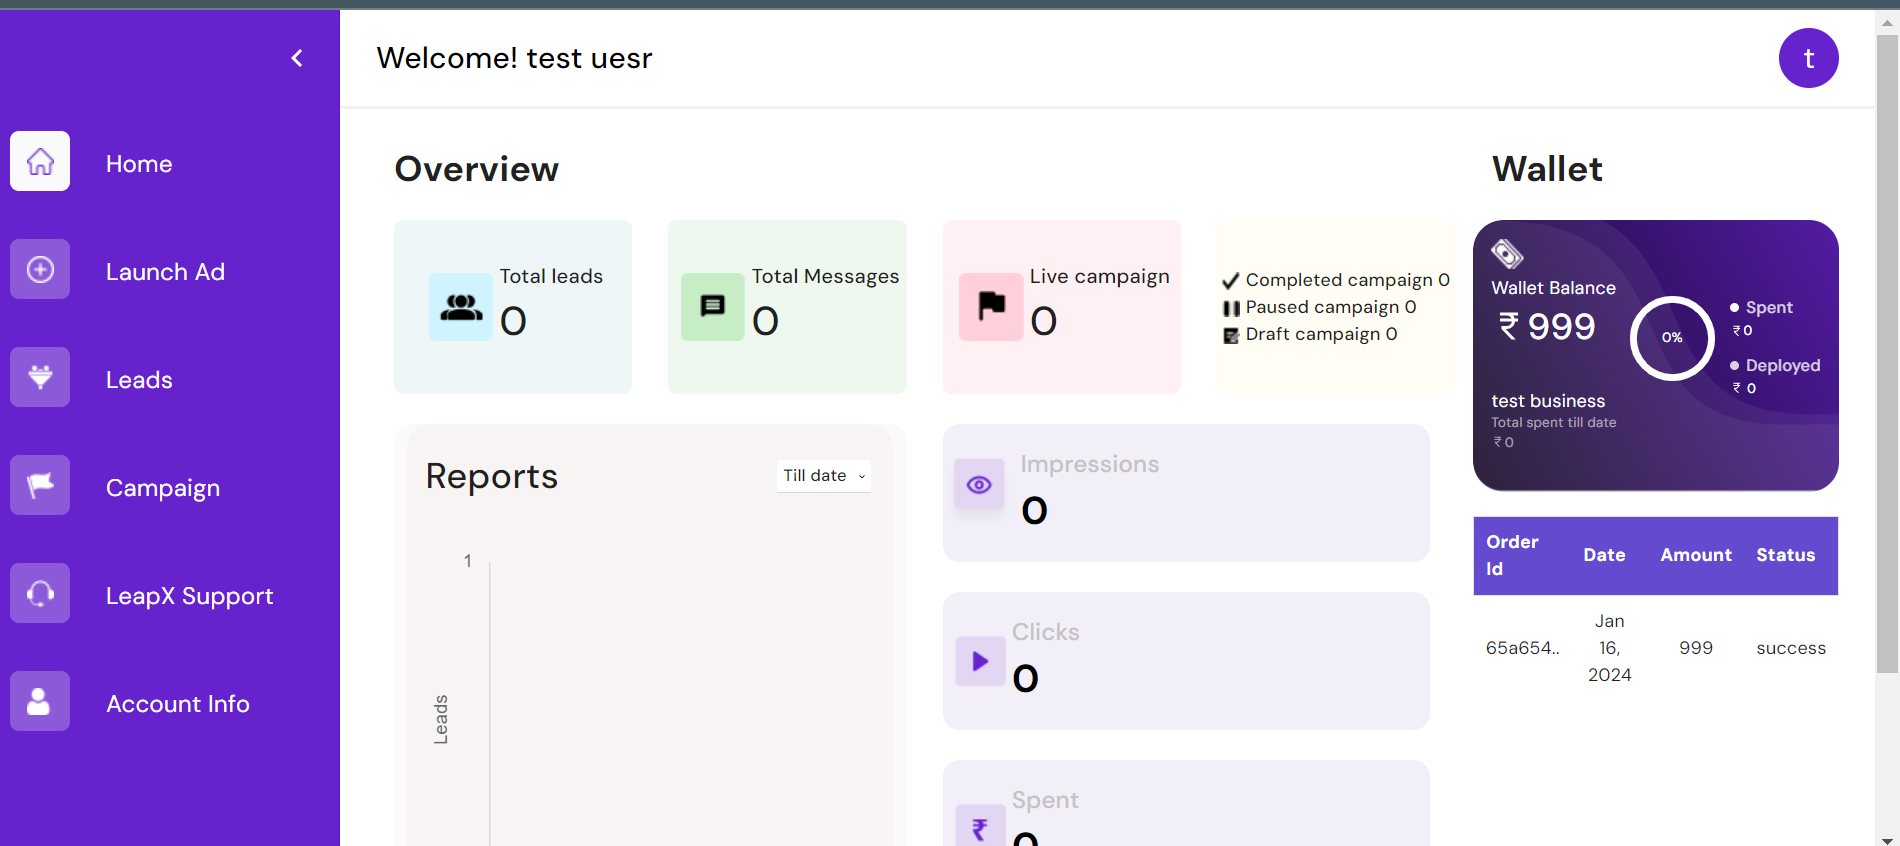 Welcome! test uesr
t
Home
Launch Ad
Leads
Campaign
LeapX Support
Account Info
Overview
Total leads
0
Total Messages
0
Live campaign
0
Completed campaign 0
Paused campaign 0
Draft campaign 0
Reports
Till date
1
Leads
Impressions
0
Clicks
0
Spent
₹
0
Wallet
Wallet Balance
₹ 999
0%
Spent
₹ 0
Deployed
₹ 0
test business
Total spent till date
₹ 0
Order Id Date Amount Status
65a654.. Jan 16, 2024 999 success